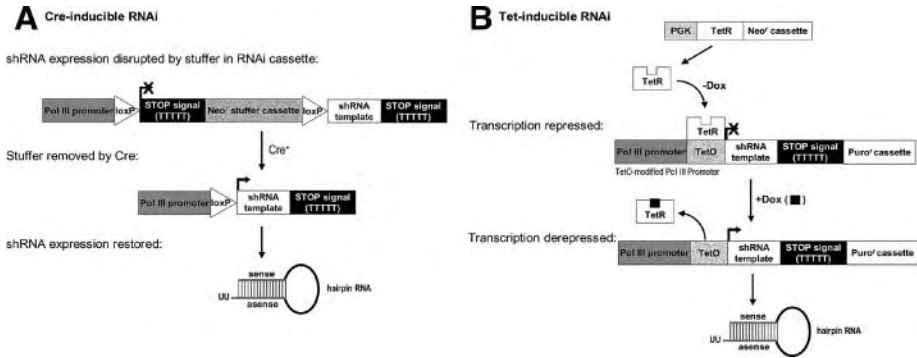 A Cre-inducible RNAi
shRNA expression disrupted by stuffer in RNAi cassette:
Pol III promoter loxP STOP signal (TTTTT) Neoʳ stuffer cassette loxP shRNA template STOP signal (TTTTT)
Cre⁺
Stuffer removed by Cre:
Pol III promoter loxP shRNA template STOP signal (TTTTT)
shRNA expression restored:
sense
UU
asense
hairpin RNA
B Tet-inducible RNAi
PGK TetR Neoʳ cassette
TetR
-Dox
Transcription repressed:
TetR
Pol III promoter TetO shRNA template STOP signal (TTTTT) Puroʳ cassette
TetO-modified Pol III Promoter
+Dox ( )
TetR
Transcription derepressed:
Pol III promoter TetO shRNA template STOP signal (TTTTT) Puroʳ cassette
sense
UU
asense
hairpin RNA